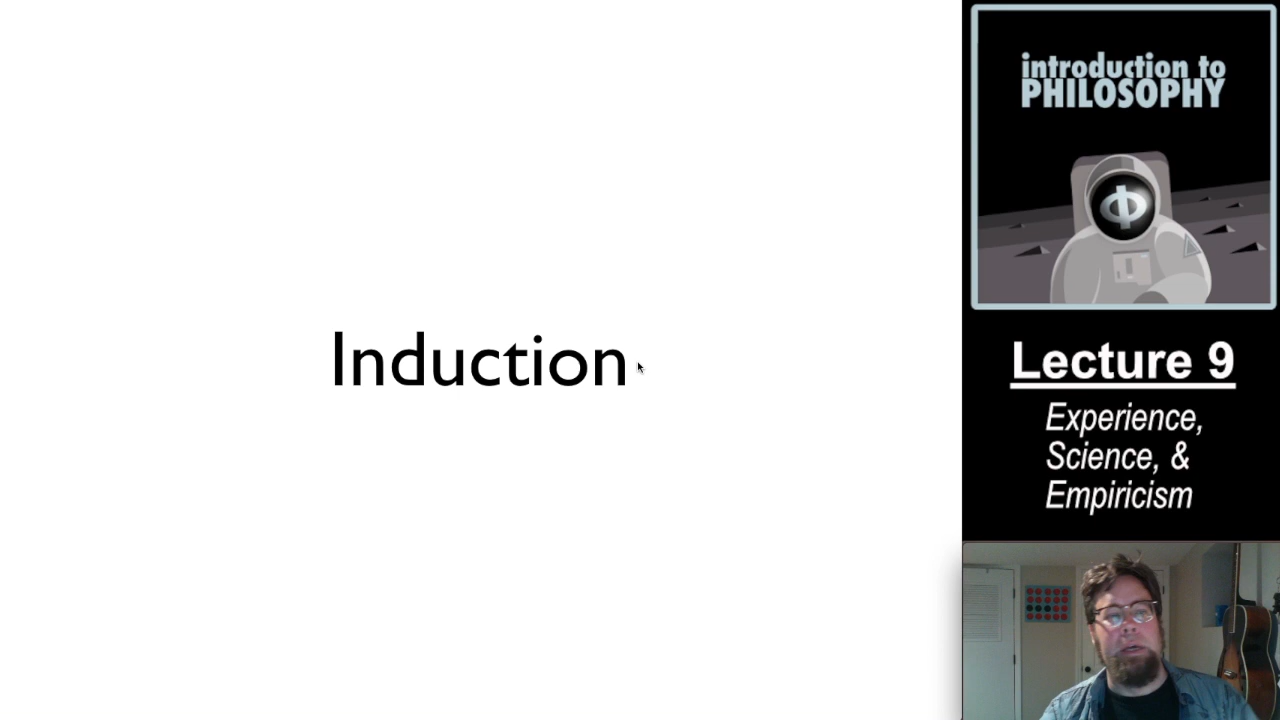 Induction
introduction to
PHILOSOPHY
Φ
Lecture 9
Experience,
Science, &
Empiricism